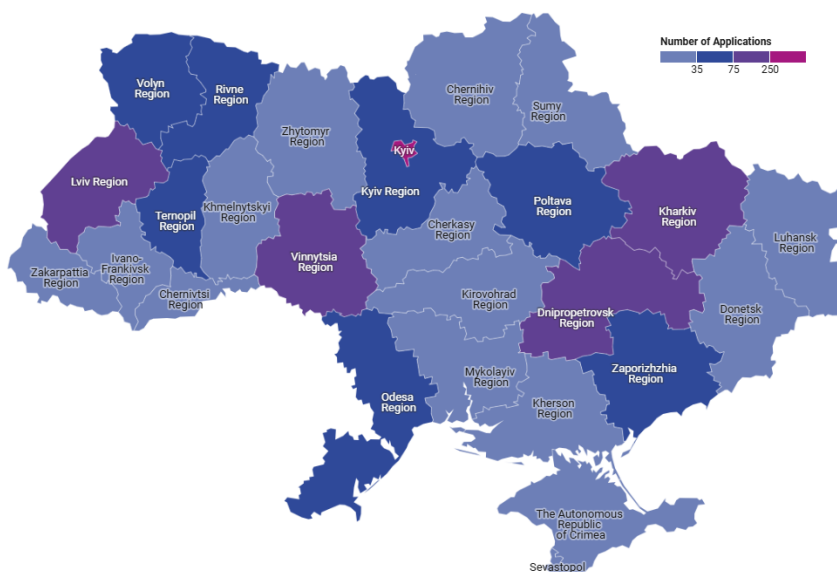 Number of Applications
35 75 250
Volyn
Region
Rivne
Region
Zhytomyr
Region
Chernihiv
Region
Sumy
Region
Kyiv
Kyiv Region
Lviv Region
Ternopil
Region
Khmelnytskyi
Region
Vinnytsia
Region
Cherkasy
Region
Poltava
Region
Kharkiv
Region
Luhansk
Region
Zakarpattia
Region
Ivano-
Frankivsk
Region
Chernivtsi
Region
Kirovohrad
Region
Dnipropetrovsk
Region
Donetsk
Region
Odesa
Region
Mykolayiv
Region
Kherson
Region
Zaporizhzhia
Region
The Autonomous
Republic
of Crimea
Sevastopol